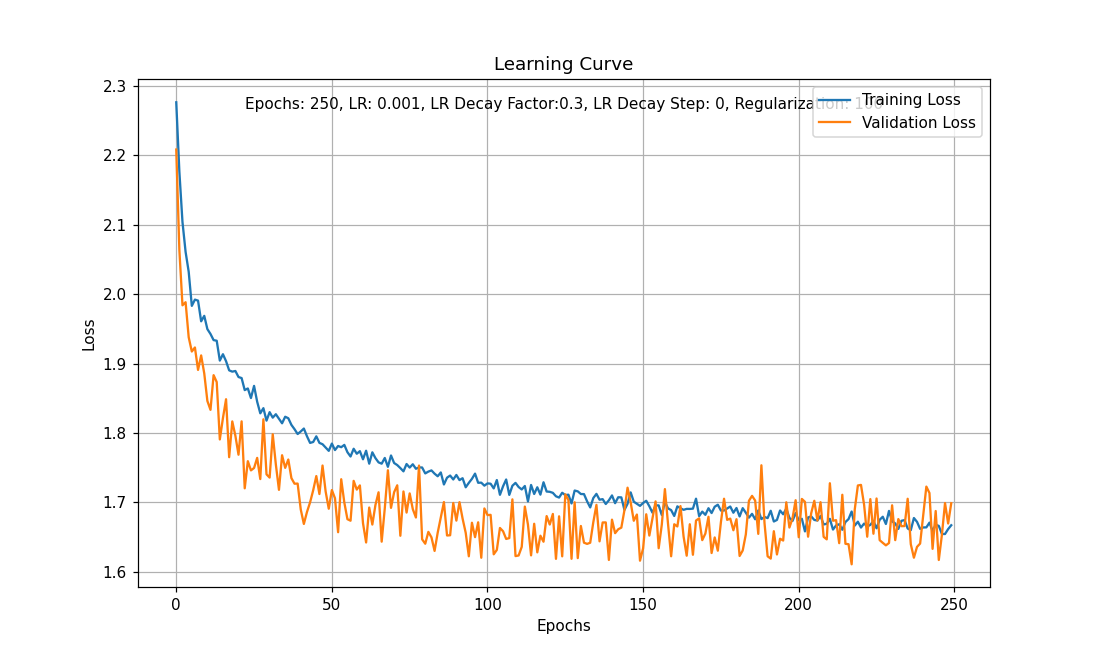 Learning Curve
2.3
Epochs: 250, LR: 0.001, LR Decay Factor:0.3, LR Decay Step: 0, Regularization: 100
Training Loss
Validation Loss
2.2
2.1
2.0
1.9
1.8
1.7
1.6
Loss
0 50 100 150 200 250
Epochs